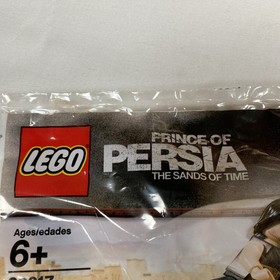 LEGO
PRINCE OF
PERSIA
THE SANDS OF TIME
Ages/edades
6+